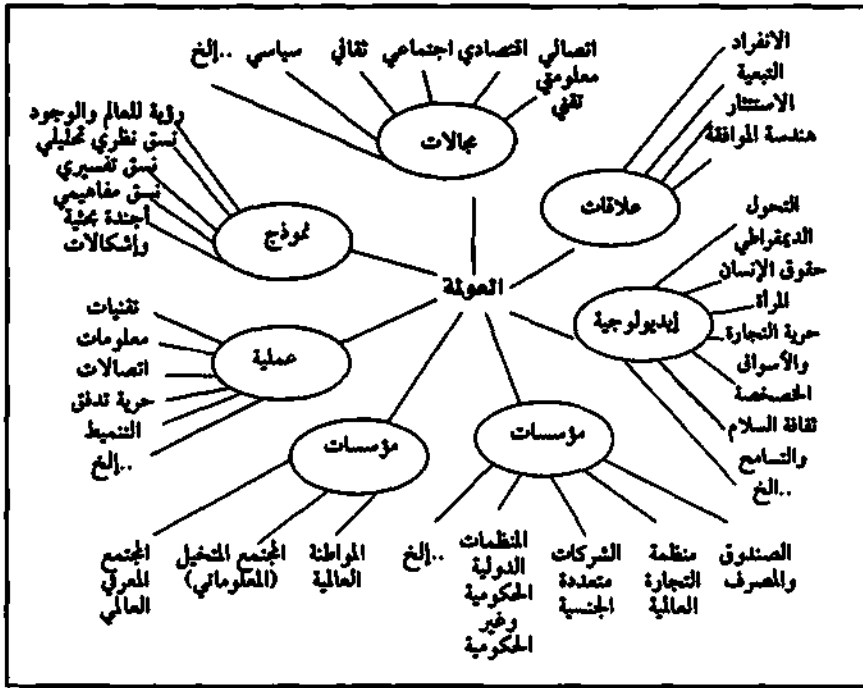 اتصالي
معلومتي
تقني
اقتصادي
اجتماعي
ثقافي
سياسي
..إلخ
مجالات
الانفراد
التبعية
الاستئثار
هندسة الموافقة
علاقات
رؤية للعالم والوجود
نسق نظري تحليلي
نسق تفسيري
نسق مفاهيمي
أجندة بحثية
وإشكالات
نموذج
العولمة
التحول
الديمقراطي
حقوق الإنسان
المرأة
حرية التجارة
والأسواق
الخصخصة
ثقافة السلام
والتسامح
..الخ
إيديولوجية
تقنيات
معلومات
اتصالات
حرية تدفق
التنميط
..إلخ
عملية
مؤسسات
مؤسسات
الصندوق
والمصرف
منظمة
التجارة
العالمية
الشركات
متعددة
الجنسية
المنظمات
الدولية
الحكومية
وغير
الحكومية
..إلخ
المواطنة
العالمية
المجتمع المتخيل
(المعلوماتي)
المجتمع
المعرفي
العالمي